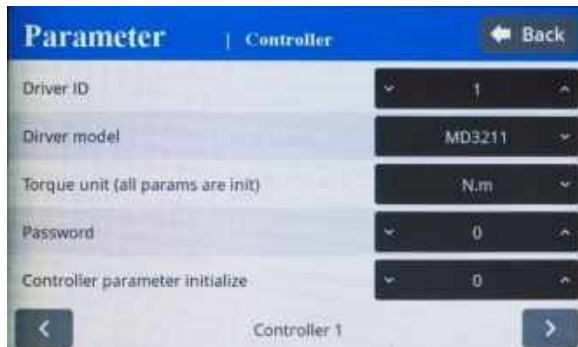 Parameter | Controller Back
Driver ID 1
Dirver model MD3211
Torque unit (all params are init) N.m
Password 0
Controller parameter initialize 0
Controller 1